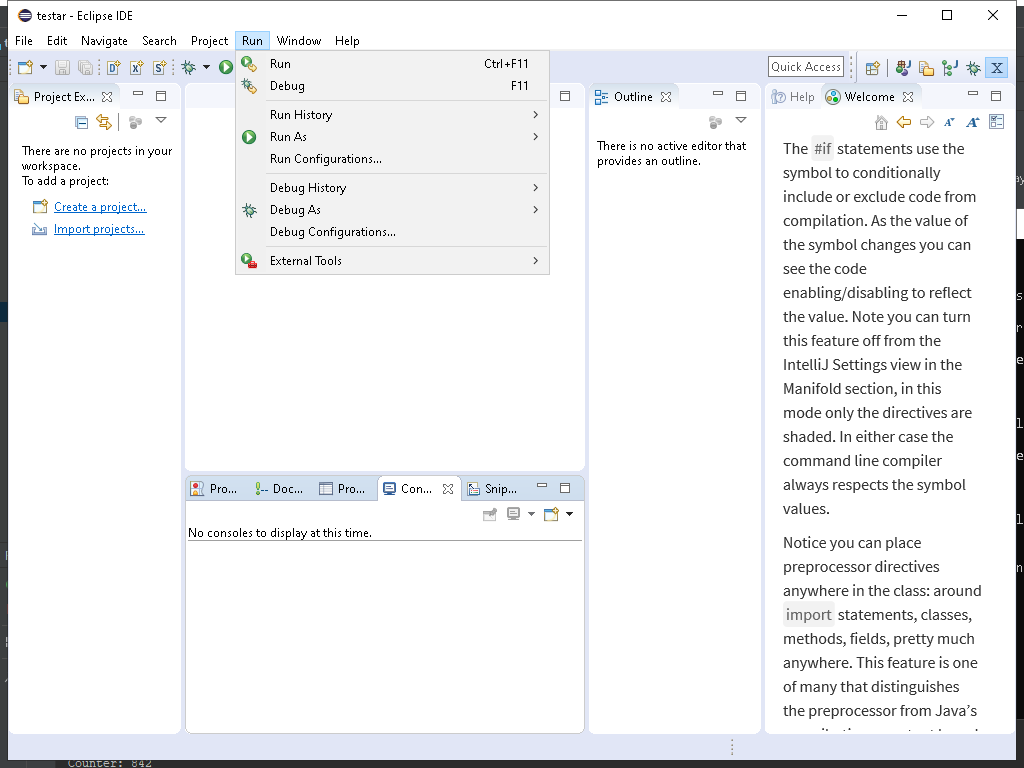 testar - Eclipse IDE
File Edit Navigate Search Project Run Window Help
Quick Access
Run Ctrl+F11
Debug F11
Run History
Run As
Run Configurations...
Debug History
Debug As
Debug Configurations...
External Tools
Project Ex...
There are no projects in your
workspace.
To add a project:
Create a project...
Import projects...
Outline
There is no active editor that
provides an outline.
Help Welcome
The #if statements use the
symbol to conditionally
include or exclude code from
compilation. As the value of
the symbol changes you can
see the code
enabling/disabling to reflect
the value. Note you can turn
this feature off from the
IntelliJ Settings view in the
Manifold section, in this
mode only the directives are
shaded. In either case the
command line compiler
always respects the symbol
values.
Notice you can place
preprocessor directives
anywhere in the class: around
import statements, classes,
methods, fields, pretty much
anywhere. This feature is one
of many that distinguishes
the preprocessor from Java’s
Pro... Doc... Pro... Con... Snip...
No consoles to display at this time.
Counter: 842